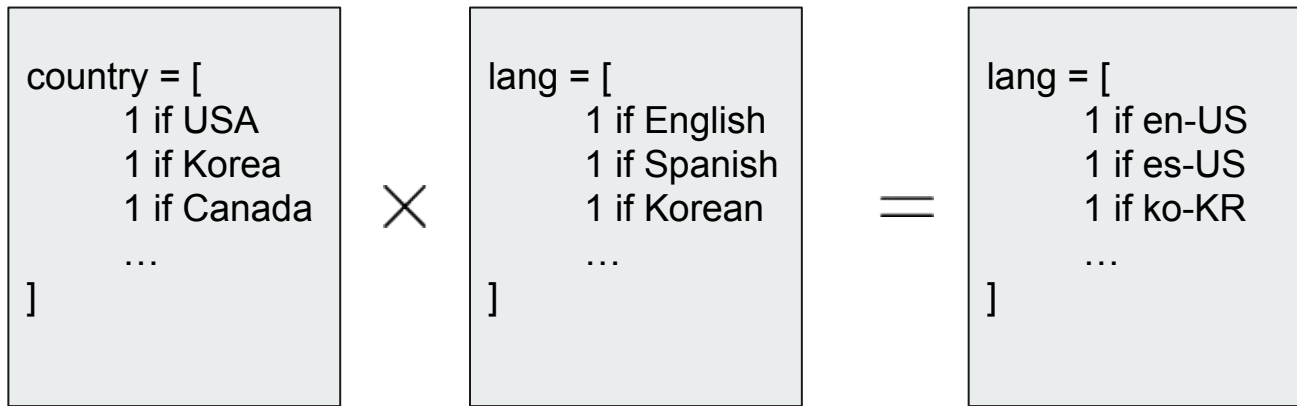 country = [
1 if USA
1 if Korea
1 if Canada
…
]
×
lang = [
1 if English
1 if Spanish
1 if Korean
…
]
=
lang = [
1 if en-US
1 if es-US
1 if ko-KR
…
]